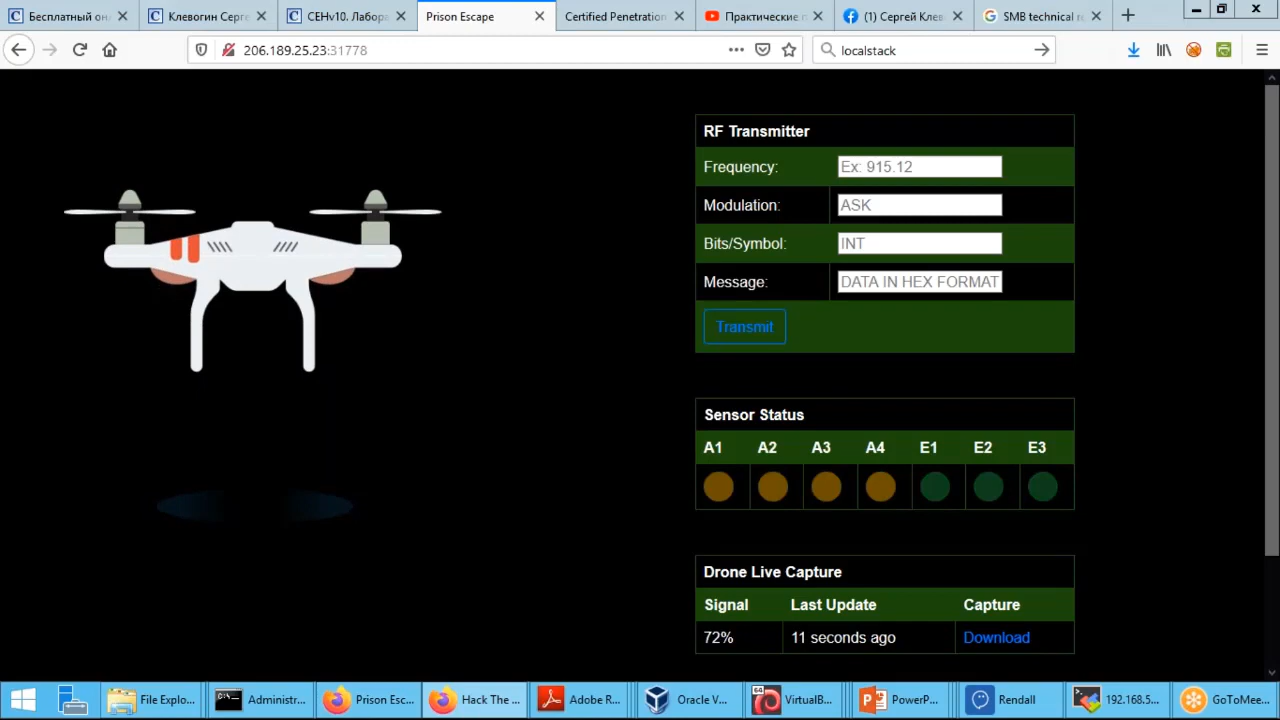 Бесплатный он
Клевогин Серг
CEHv10. Лабора
Prison Escape
Certified Penetration
Практические п
(1) Сергей Клев
SMB technical r
206.189.25.23:31778
localstack
RF Transmitter
Frequency: Ex: 915.12
Modulation: ASK
Bits/Symbol: INT
Message: DATA IN HEX FORMAT
Transmit
Sensor Status
A1 A2 A3 A4 E1 E2 E3
Drone Live Capture
Signal Last Update Capture
72% 11 seconds ago Download
File Explo... Administr... Prison Esc... Hack The ... Adobe R... Oracle V... VirtualB... PowerP... Rendall 192.168.5... GoToMee...